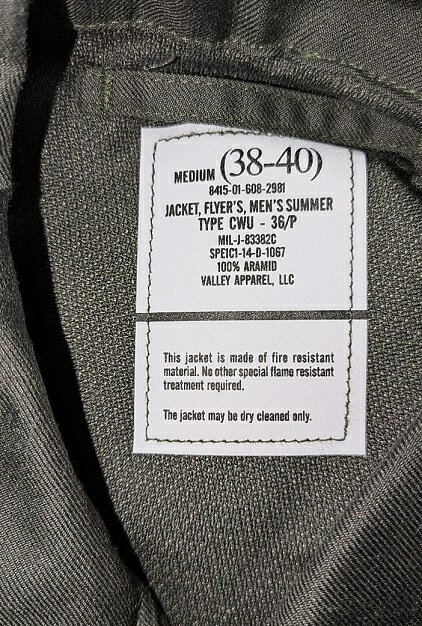 MEDIUM (38-40)
8415-01-608-2981
JACKET, FLYER'S, MEN'S SUMMER
TYPE CWU - 36/P
MIL-J-83382C
SPE1C1-14-D-1067
100% ARAMID
VALLEY APPAREL, LLC
This jacket is made of fire resistant
material. No other special flame resistant
treatment required.
The jacket may be dry cleaned only.